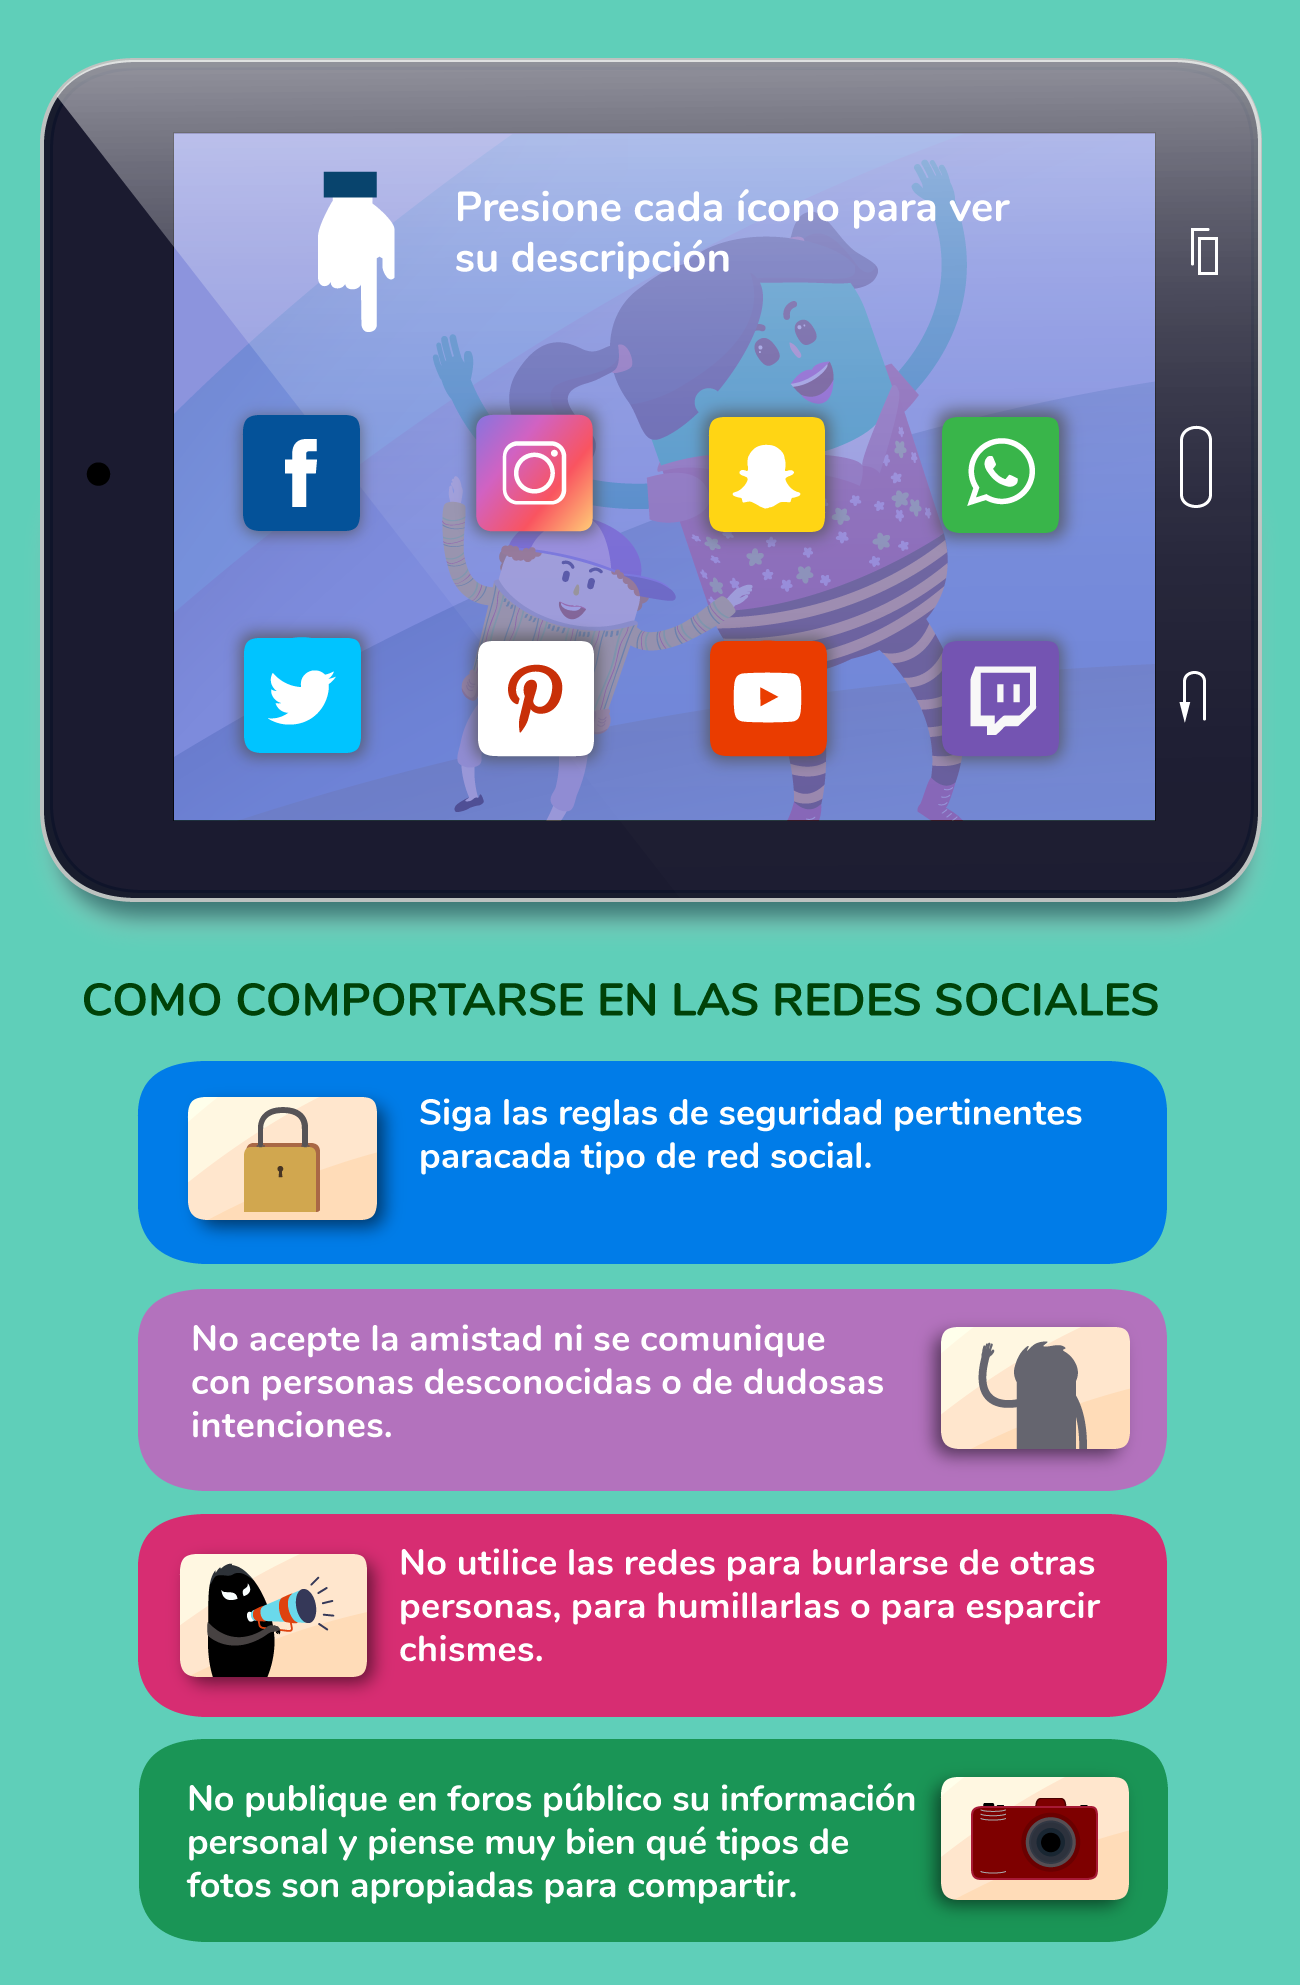 Presione cada ícono para ver
su descripción
COMO COMPORTARSE EN LAS REDES SOCIALES
Siga las reglas de seguridad pertinentes
paracada tipo de red social.
No acepte la amistad ni se comunique
con personas desconocidas o de dudosas
intenciones.
No utilice las redes para burlarse de otras
personas, para humillarlas o para esparcir
chismes.
No publique en foros público su información
personal y piense muy bien qué tipos de
fotos son apropiadas para compartir.